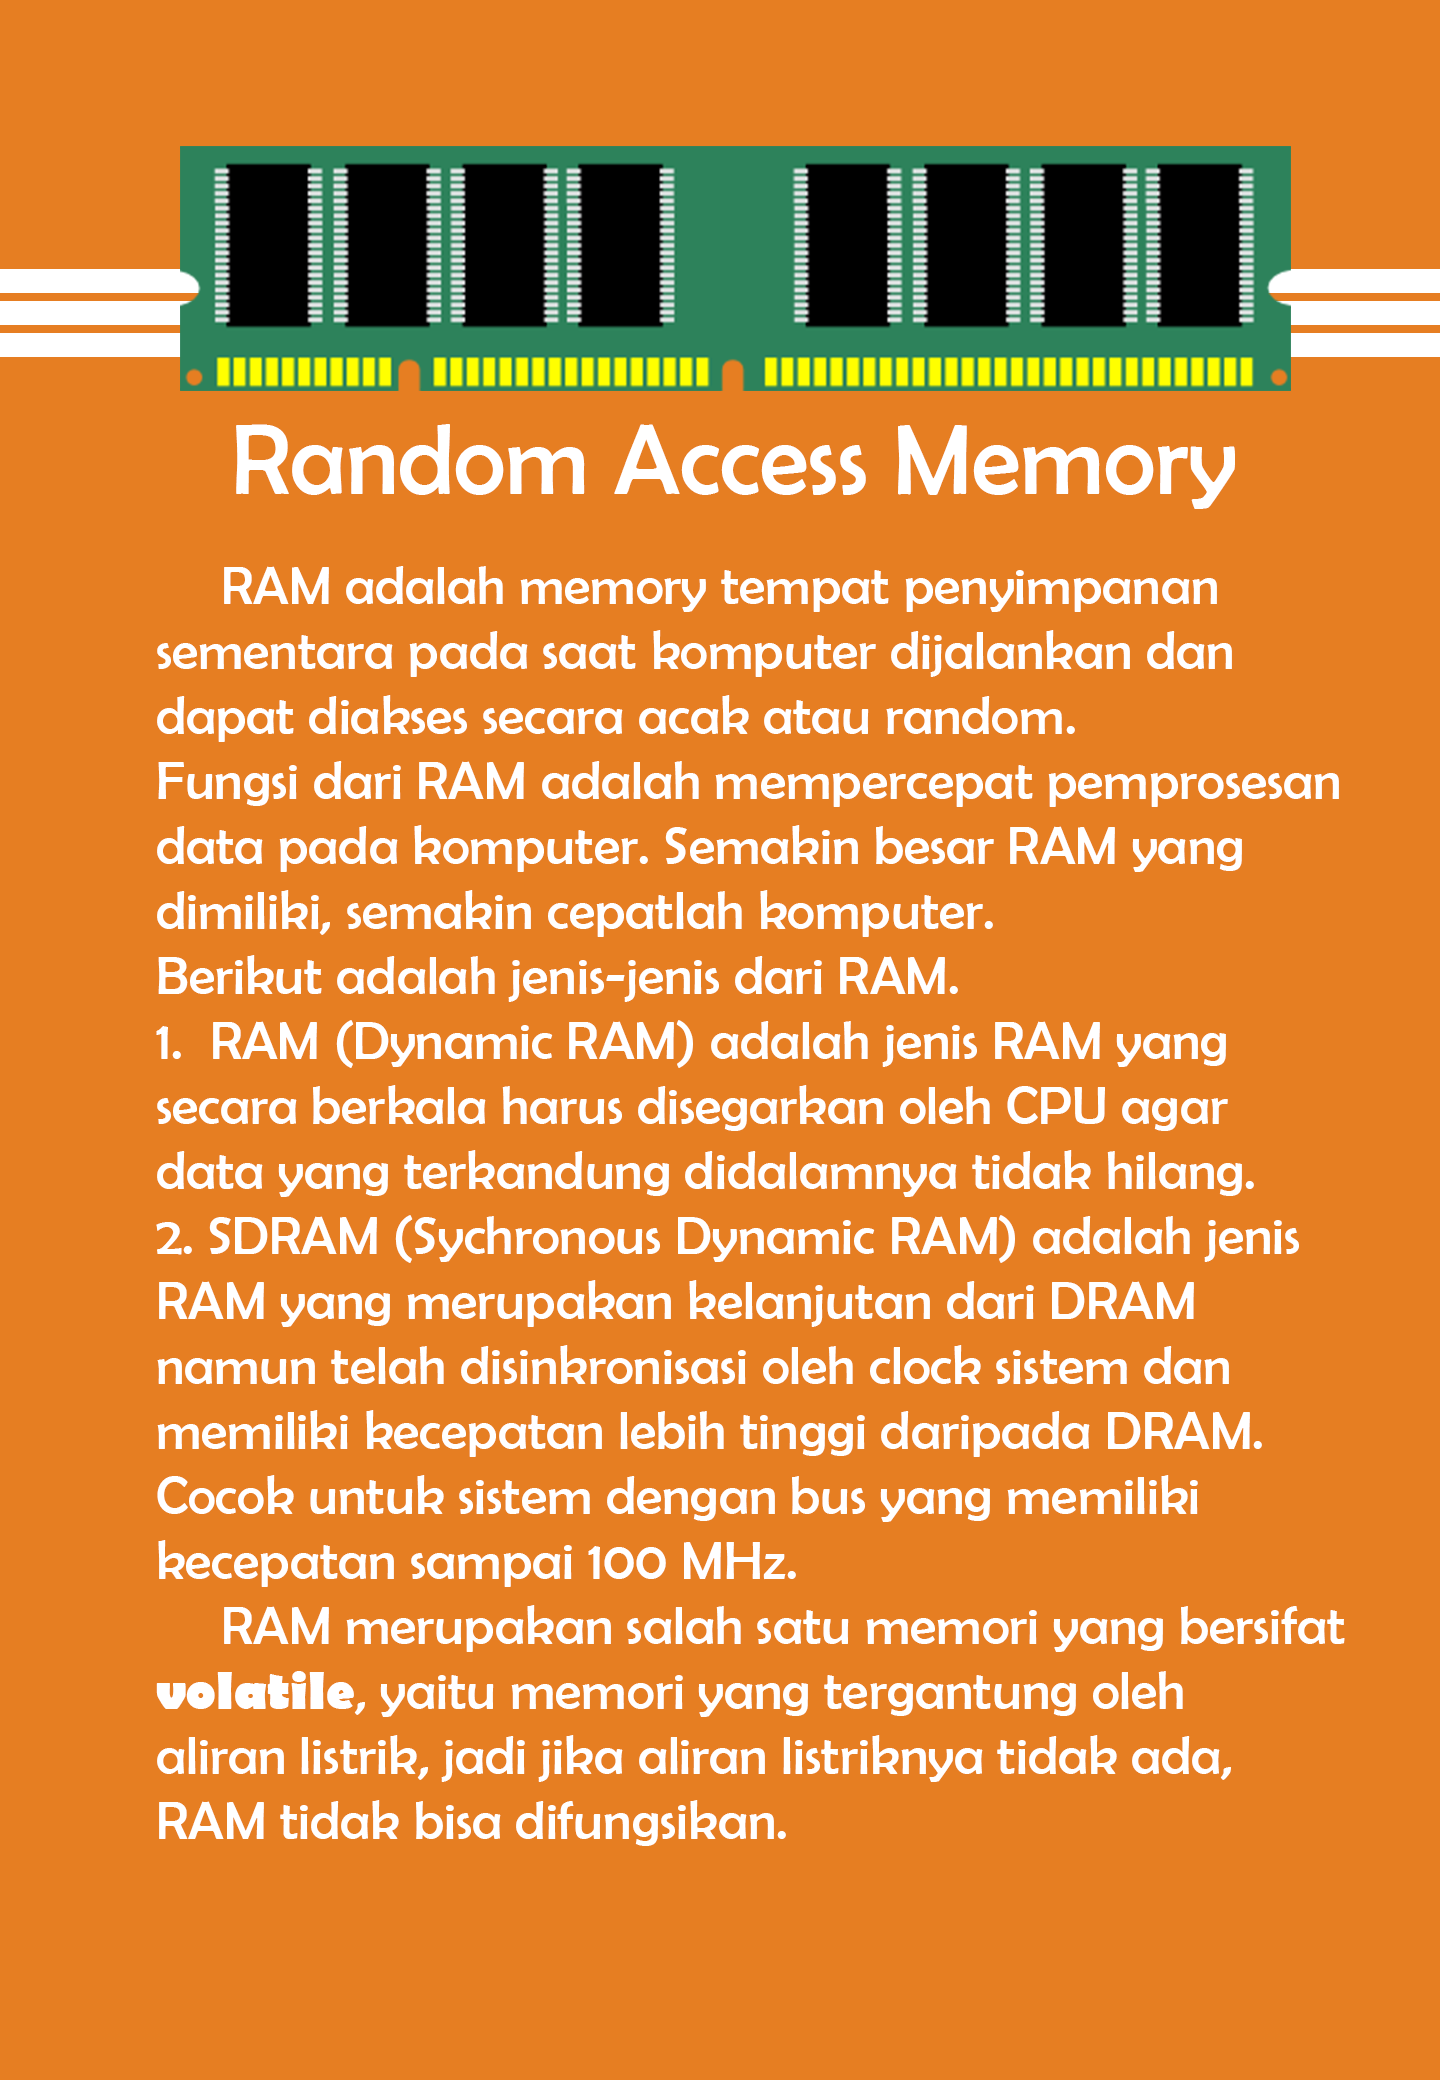 Random Access Memory
RAM adalah memory tempat penyimpanan
sementara pada saat komputer dijalankan dan
dapat diakses secara acak atau random.
Fungsi dari RAM adalah mempercepat pemprosesan
data pada komputer. Semakin besar RAM yang
dimiliki, semakin cepatlah komputer.
Berikut adalah jenis-jenis dari RAM.
1. RAM (Dynamic RAM) adalah jenis RAM yang
secara berkala harus disegarkan oleh CPU agar
data yang terkandung didalamnya tidak hilang.
2. SDRAM (Sychronous Dynamic RAM) adalah jenis
RAM yang merupakan kelanjutan dari DRAM
namun telah disinkronisasi oleh clock sistem dan
memiliki kecepatan lebih tinggi daripada DRAM.
Cocok untuk sistem dengan bus yang memiliki
kecepatan sampai 100 MHz.
RAM merupakan salah satu memori yang bersifat
volatile, yaitu memori yang tergantung oleh
aliran listrik, jadi jika aliran listriknya tidak ada,
RAM tidak bisa difungsikan.